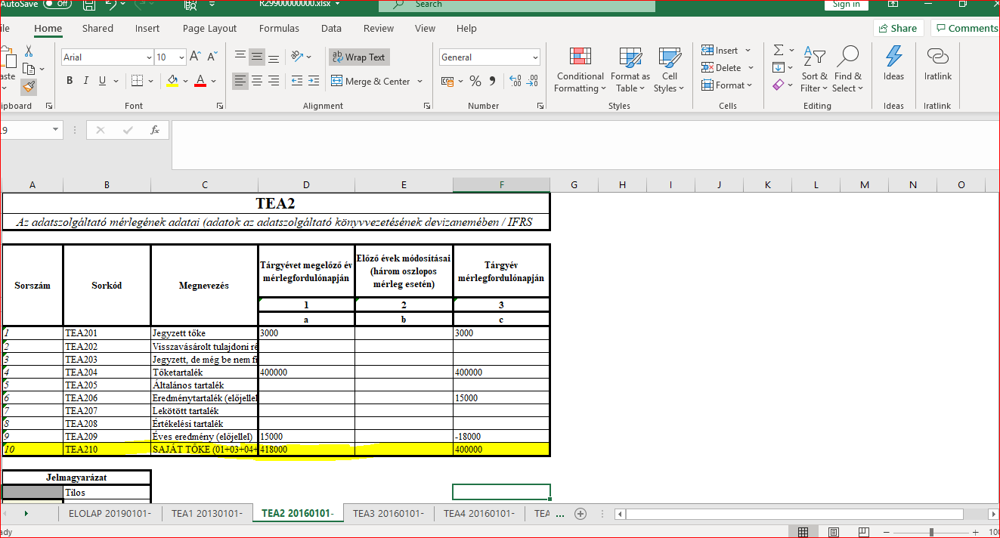 AutoSave Off R29900000000.xlsx Search Sign in
Home Shared Insert Page Layout Formulas Data Review View Help Share Comments
Arial 10 ab Wrap Text General Insert
Conditional Format as Cell Delete Sort & Find & Ideas Iratlink
B I U A Merge & Center % Formatting Table Styles Format Filter Select
Font Alignment Number Styles Cells Editing Ideas Iratlink
fx
A B C D E F G H I J K L M N O
TEA2
Az adatszolgáltató mérlegének adatai (adatok az adatszolgáltató könyvvezetésének devizanemében / IFRS
Sorszám Sorkód Megnevezés Tárgyévet megelőző év mérlegfordulónapján Előző évek módosításai (három oszlopos mérleg esetén) Tárgyév mérlegfordulónapján
1 2 3
a b c
1 TEA201 Jegyzett tőke 3000 3000
2 TEA202 Visszavásárolt tulajdoni ré
3 TEA203 Jegyzett, de még be nem fi
4 TEA204 Tőketartalék 400000 400000
5 TEA205 Általános tartalék
6 TEA206 Eredménytartalék (előjellel 15000
7 TEA207 Lekötött tartalék
8 TEA208 Értékelési tartalék
9 TEA209 Éves eredmény (előjellel) 15000 -18000
10 TEA210 SAJÁT TŐKE (01+03+04+ 418000 400000
Jelmagyarázat
Tilos
ELOLAP 20190101- TEA1 20130101- TEA2 20160101- TEA3 20160101- TEA4 20160101- TEA ...